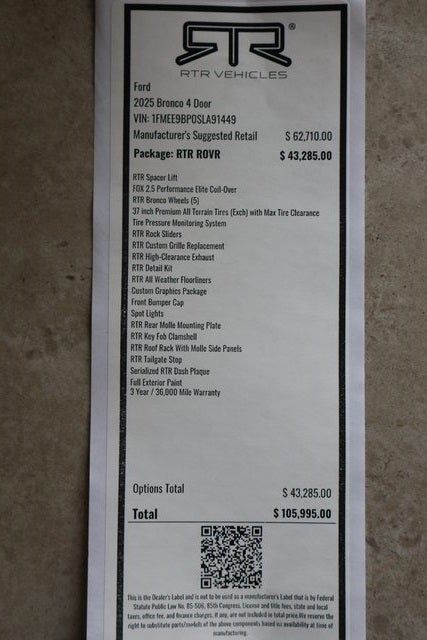 RTR®
RTR VEHICLES
Ford
2025 Bronco 4 Door
VIN: 1FMEE9BP0SLA91449
Manufacturer's Suggested Retail $ 62,710.00
Package: RTR ROVR $ 43,285.00
RTR Spacer Lift
FOX 2.5 Performance Elite Coil-Over
RTR Bronco Wheels (5)
37 inch Premium All Terrain Tires (Exch) with Max Tire Clearance
Tire Pressure Monitoring System
RTR Rock Sliders
RTR Custom Grille Replacement
RTR High-Clearance Exhaust
RTR Detail Kit
RTR All Weather Floorliners
Custom Graphics Package
Front Bumper Cap
Spot Lights
RTR Rear Molle Mounting Plate
RTR Key Fob Clamshell
RTR Roof Rack With Molle Side Panels
RTR Tailgate Stop
Serialized RTR Dash Plaque
Full Exterior Paint
3 Year / 36,000 Mile Warranty
Options Total $ 43,285.00
Total $ 105,995.00
This is the Dealer's Label and is not to be used as a manufacturer's Label that is by Federal
Statute Public Law No. 85-506, 85th Congress. License and title fees, state and local
taxes, office fee, and finance charges, if any, are not included in total price. We reserve the
right to substitute parts/models of the above components based on availability at time of
manufacturing.